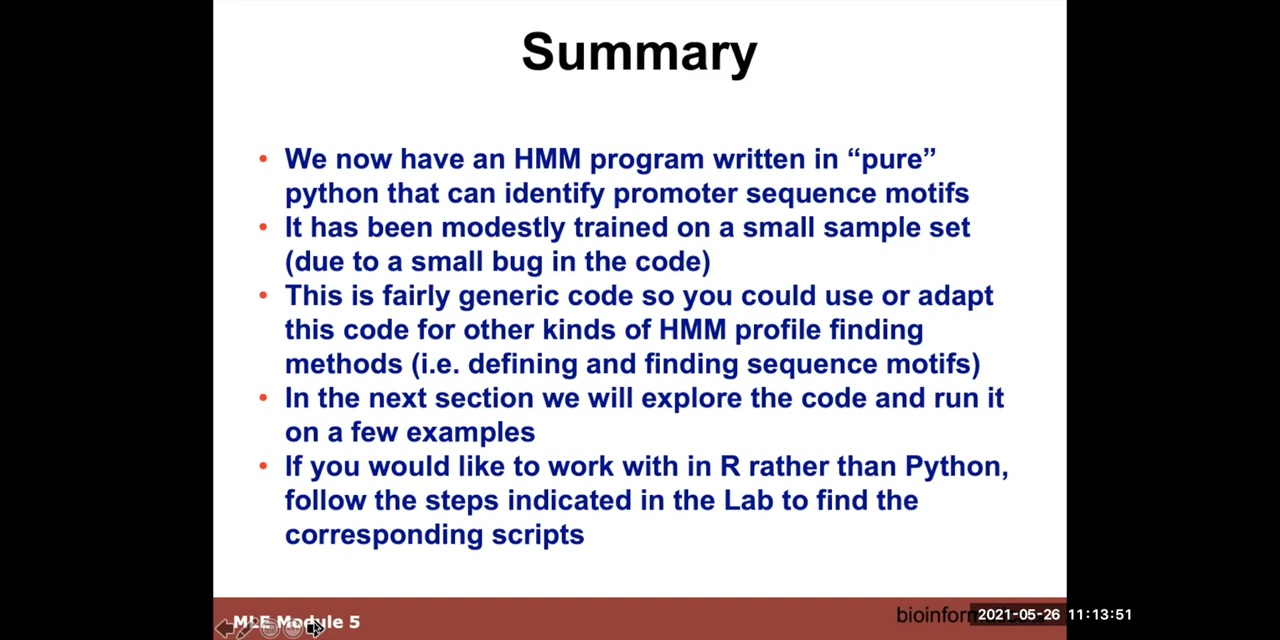 Summary
• We now have an HMM program written in “pure”
python that can identify promoter sequence motifs
• It has been modestly trained on a small sample set
(due to a small bug in the code)
• This is fairly generic code so you could use or adapt
this code for other kinds of HMM profile finding
methods (i.e. defining and finding sequence motifs)
• In the next section we will explore the code and run it
on a few examples
• If you would like to work with in R rather than Python,
follow the steps indicated in the Lab to find the
corresponding scripts
MLE Module 5
2021-05-26 11:13:51